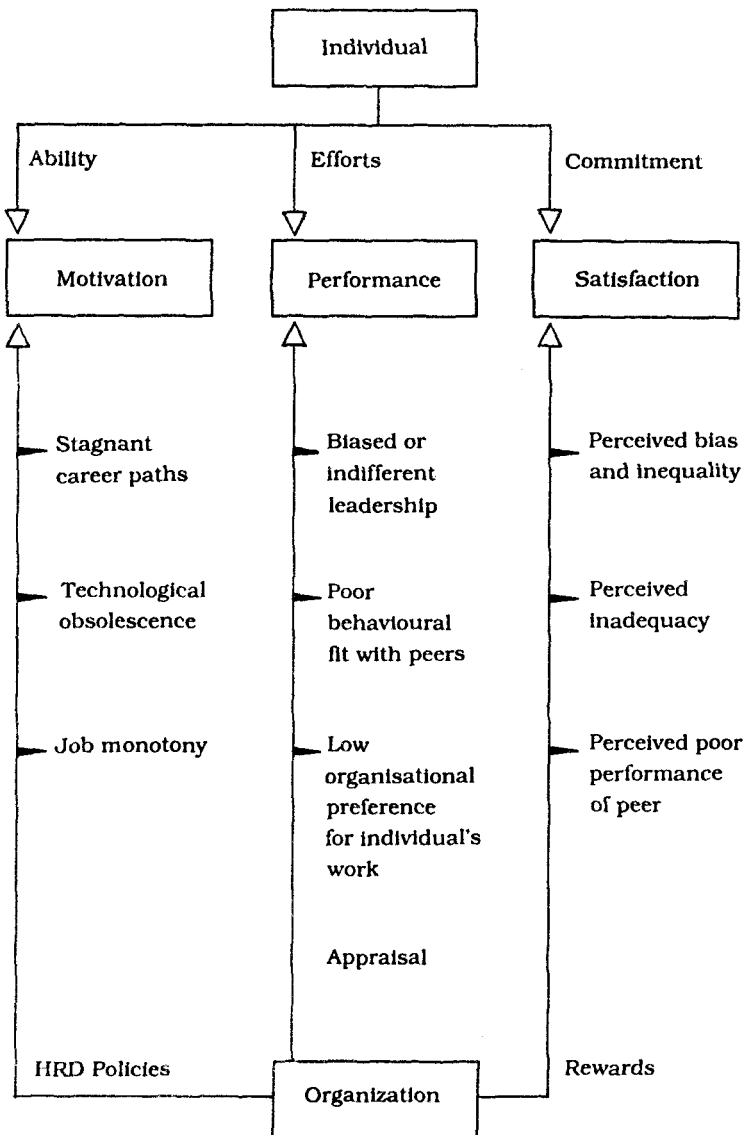 Individual
Ability
Efforts
Commitment
Motivation
Performance
Satisfaction
Stagnant
career paths
Technological
obsolescence
Job monotony
Biased or
indifferent
leadership
Poor
behavioural
fit with peers
Low
organisational
preference
for individual's
work
Appraisal
Perceived bias
and inequality
Perceived
inadequacy
Perceived poor
performance
of peer
HRD Policies
Organization
Rewards